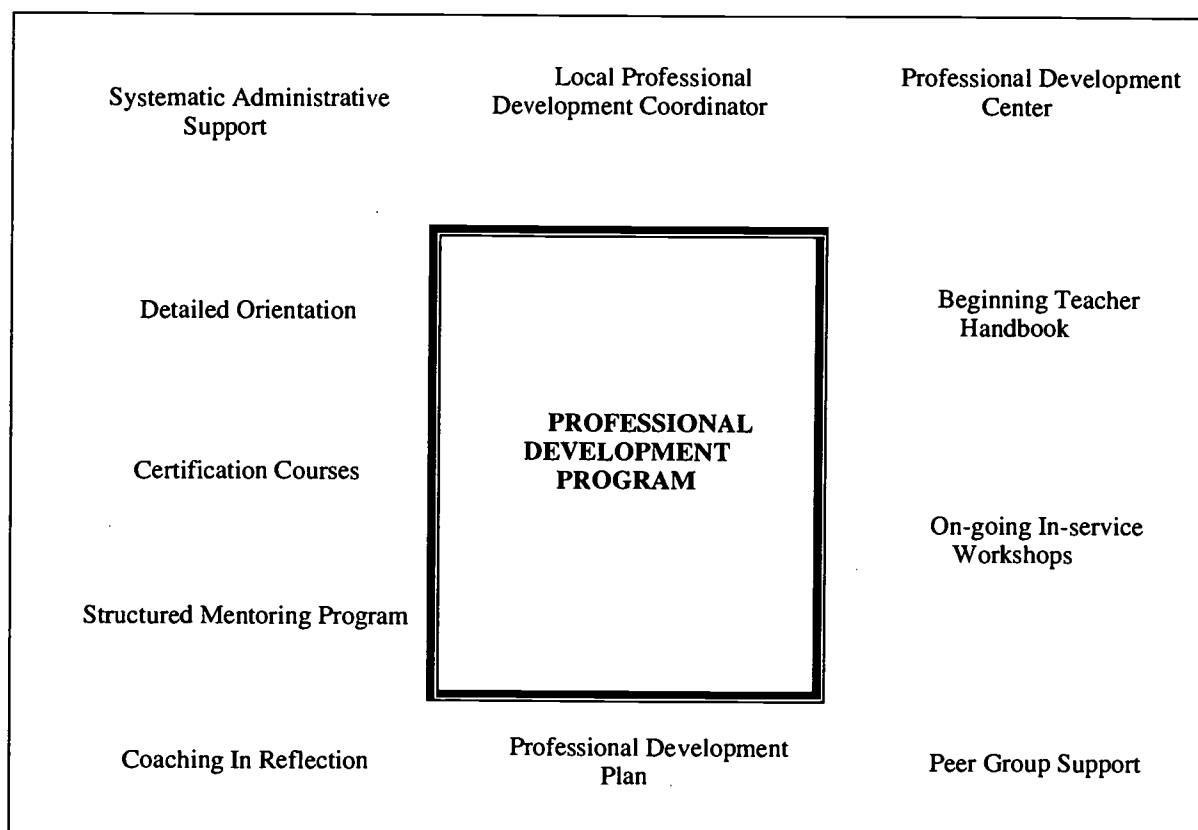 Systematic Administrative
Support
Local Professional
Development Coordinator
Professional Development
Center
Detailed Orientation
Beginning Teacher
Handbook
PROFESSIONAL
DEVELOPMENT
PROGRAM
Certification Courses
On-going In-service
Workshops
Structured Mentoring Program
Coaching In Reflection
Professional Development
Plan
Peer Group Support